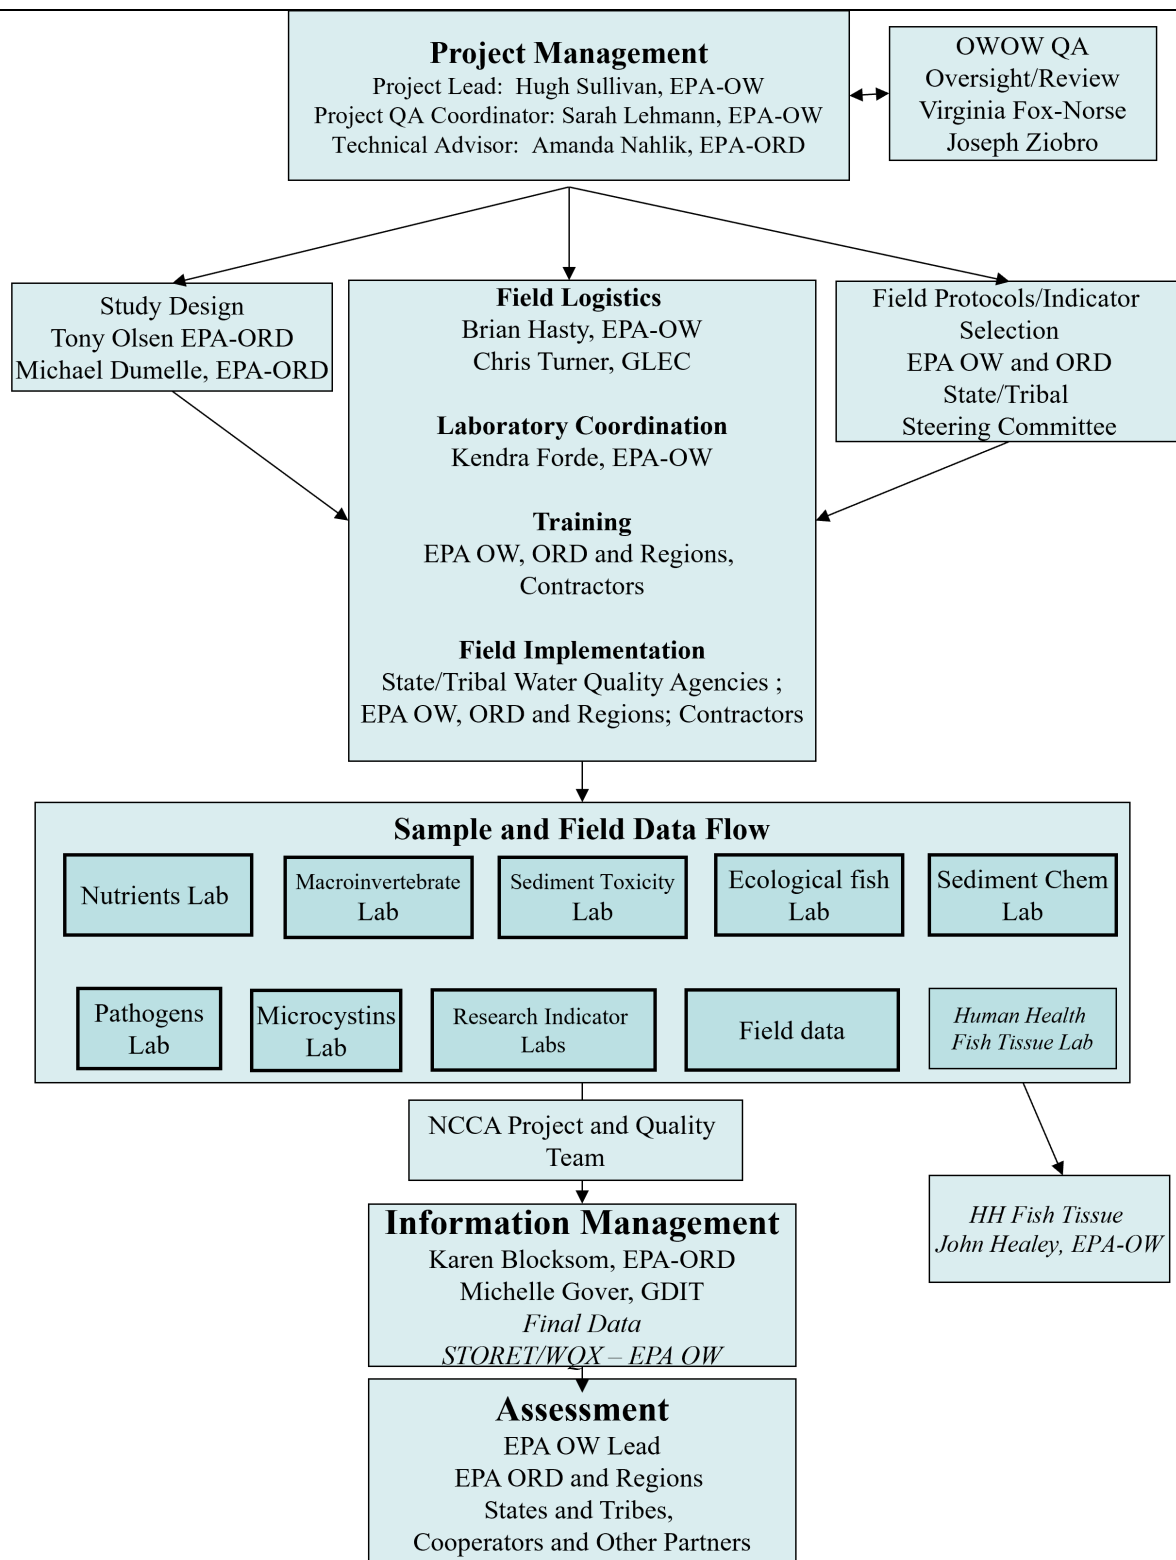 Project Management
Project Lead:  Hugh Sullivan, EPA-OW
Project QA Coordinator: Sarah Lehmann, EPA-OW
Technical Advisor:  Amanda Nahlik, EPA-ORD
OWOW QA
Oversight/Review
Virginia Fox-Norse
Joseph Ziobro
Study Design
Tony Olsen EPA-ORD
Michael Dumelle, EPA-ORD
Field Logistics
Brian Hasty, EPA-OW
Chris Turner, GLEC
Laboratory Coordination
Kendra Forde, EPA-OW
Training
EPA OW, ORD and Regions,
Contractors
Field Implementation
State/Tribal Water Quality Agencies ;
EPA OW, ORD and Regions; Contractors
Field Protocols/Indicator
Selection
EPA OW and ORD
State/Tribal
Steering Committee
Sample and Field Data Flow
Nutrients Lab
Macroinvertebrate
Lab
Sediment Toxicity
Lab
Ecological fish
Lab
Sediment Chem
Lab
Pathogens
Lab
Microcystins
Lab
Research Indicator
Labs
Field data
Human Health
Fish Tissue Lab
NCCA Project and Quality
Team
HH Fish Tissue
John Healey, EPA-OW
Information Management
Karen Blocksom, EPA-ORD
Michelle Gover, GDIT
Final Data
STORET/WQX – EPA OW
Assessment
EPA OW Lead
EPA ORD and Regions
States and Tribes,
Cooperators and Other Partners